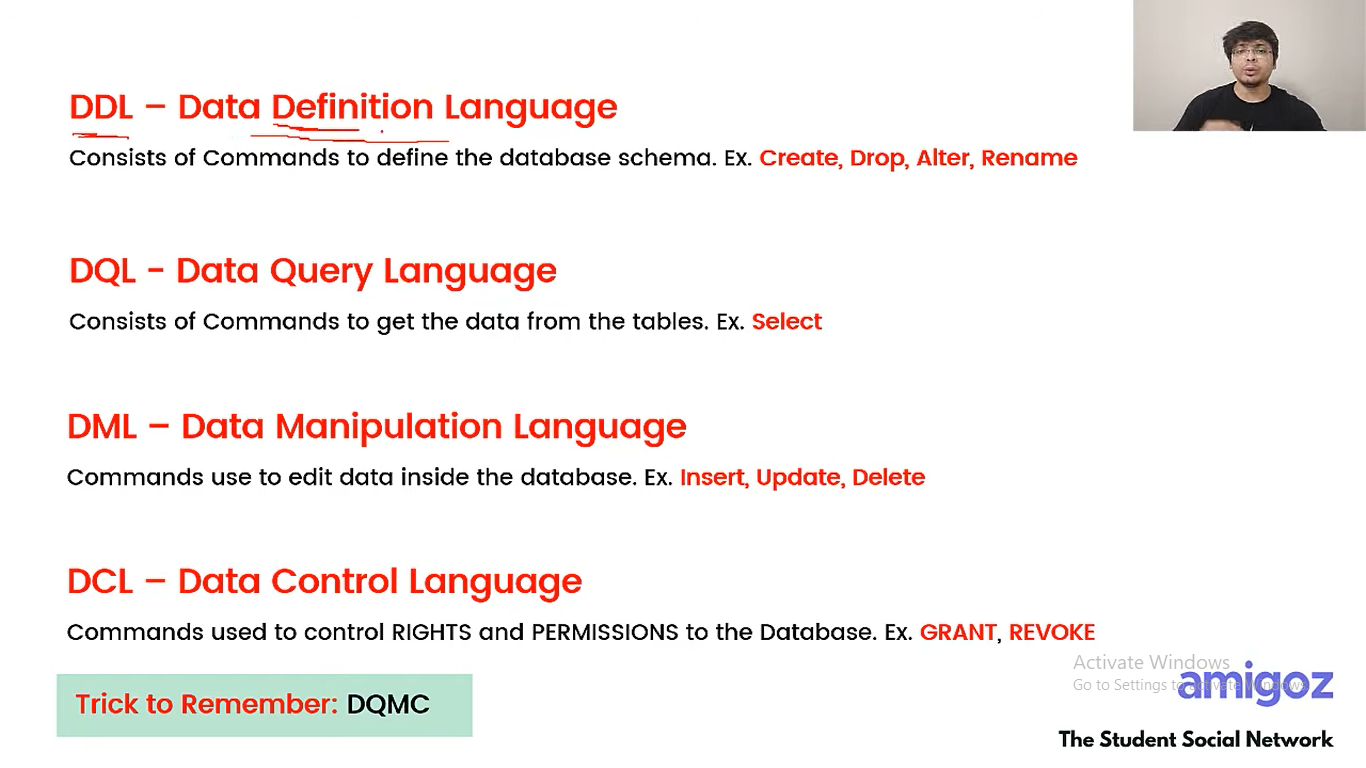 DDL – Data Definition Language
Consists of Commands to define the database schema. Ex. Create, Drop, Alter, Rename
DQL - Data Query Language
Consists of Commands to get the data from the tables. Ex. Select
DML – Data Manipulation Language
Commands use to edit data inside the database. Ex. Insert, Update, Delete
DCL – Data Control Language
Commands used to control RIGHTS and PERMISSIONS to the Database. Ex. GRANT, REVOKE
Trick to Remember: DQMC
Activate Windows
Go to Settings to activate Windows.
amigoz
The Student Social Network